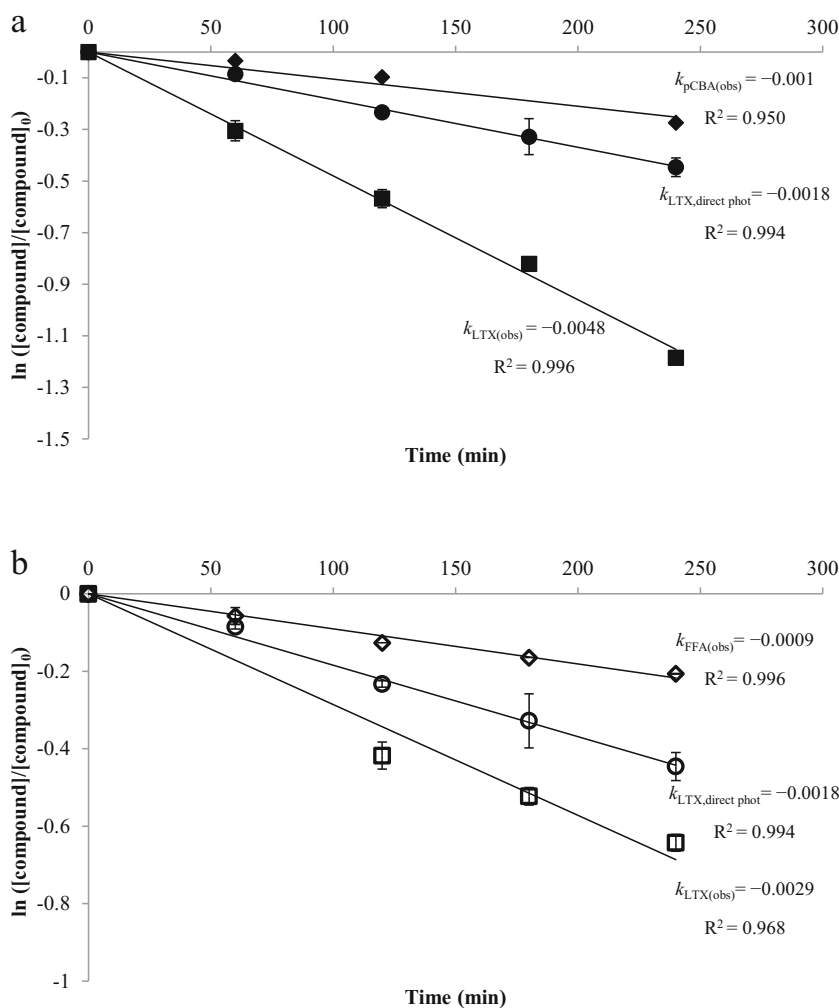 a
0 50 100 150 200 250 300
-0.1
-0.3
-0.5
-0.7
-0.9
-1.1
-1.3
-1.5
ln ([compound]/[compound]0)
kpCBA(obs) = −0.001
R2 = 0.950
kLTX,direct phot= −0.0018
R2 = 0.994
kLTX(obs) = −0.0048
R2 = 0.996
Time (min)
b
0 50 100 150 200 250 300
0
-0.2
-0.4
-0.6
-0.8
-1
ln ([compound]/[compound]0)
kFFA(obs) = −0.0009
R2 = 0.996
kLTX,direct phot= −0.0018
R2 = 0.994
kLTX(obs) = −0.0029
R2 = 0.968
Time (min)